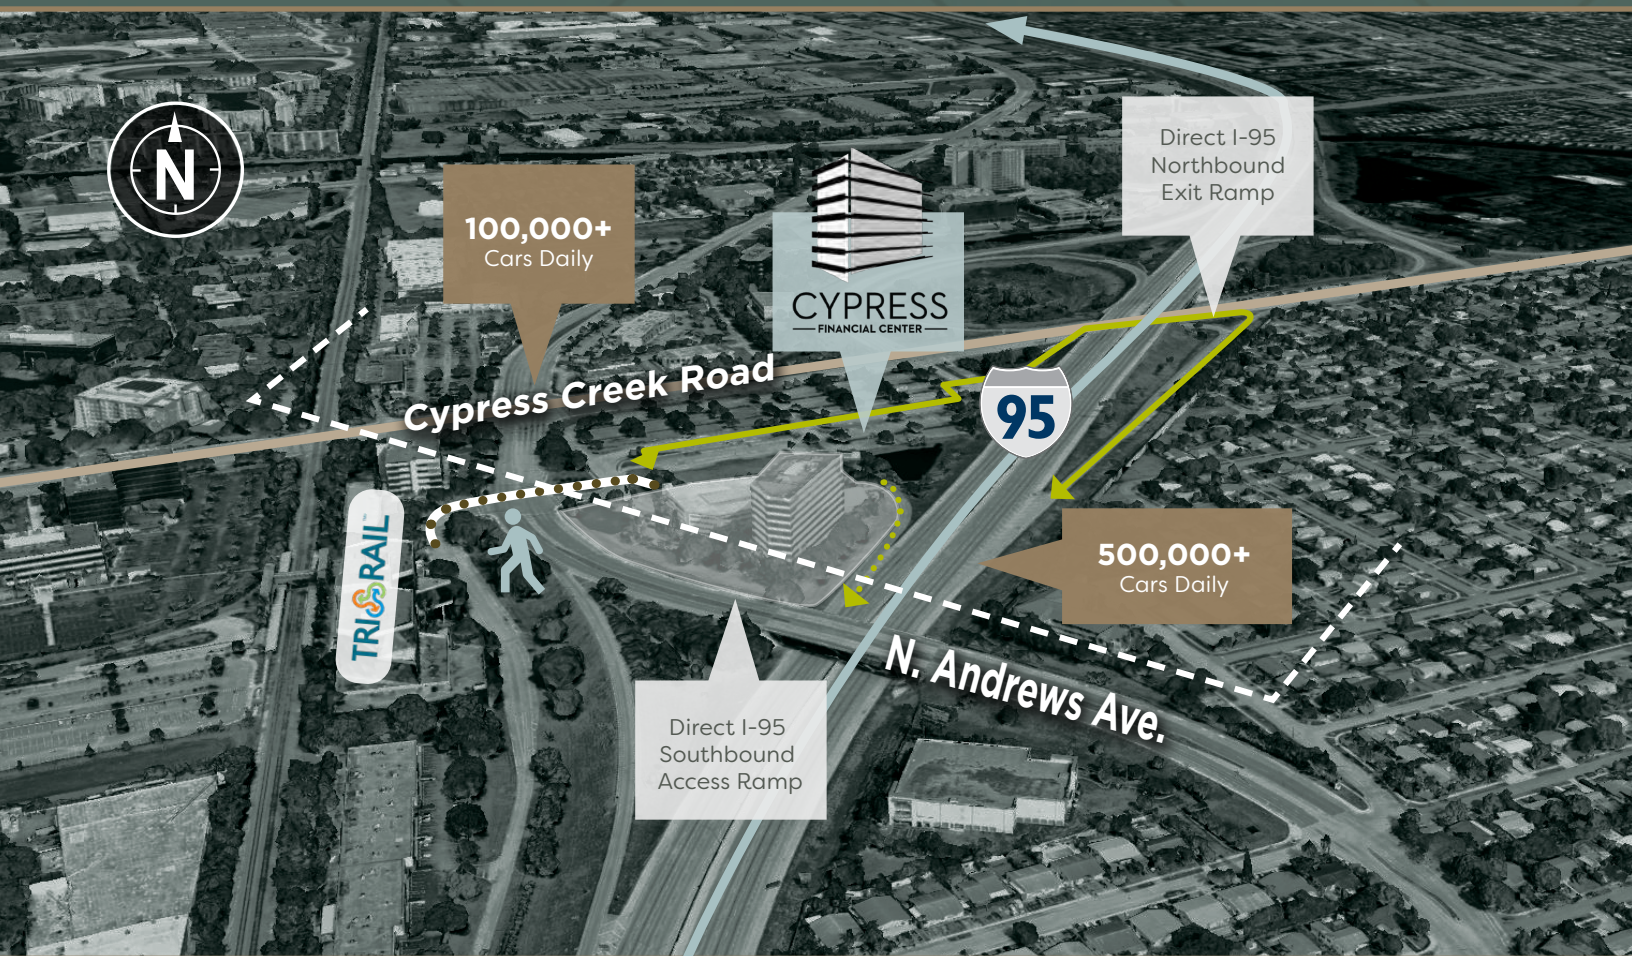 N
100,000+
Cars Daily
CYPRESS
FINANCIAL CENTER
Direct I-95
Northbound
Exit Ramp
Cypress Creek Road
95
TRI RAIL
500,000+
Cars Daily
N. Andrews Ave.
Direct I-95
Southbound
Access Ramp